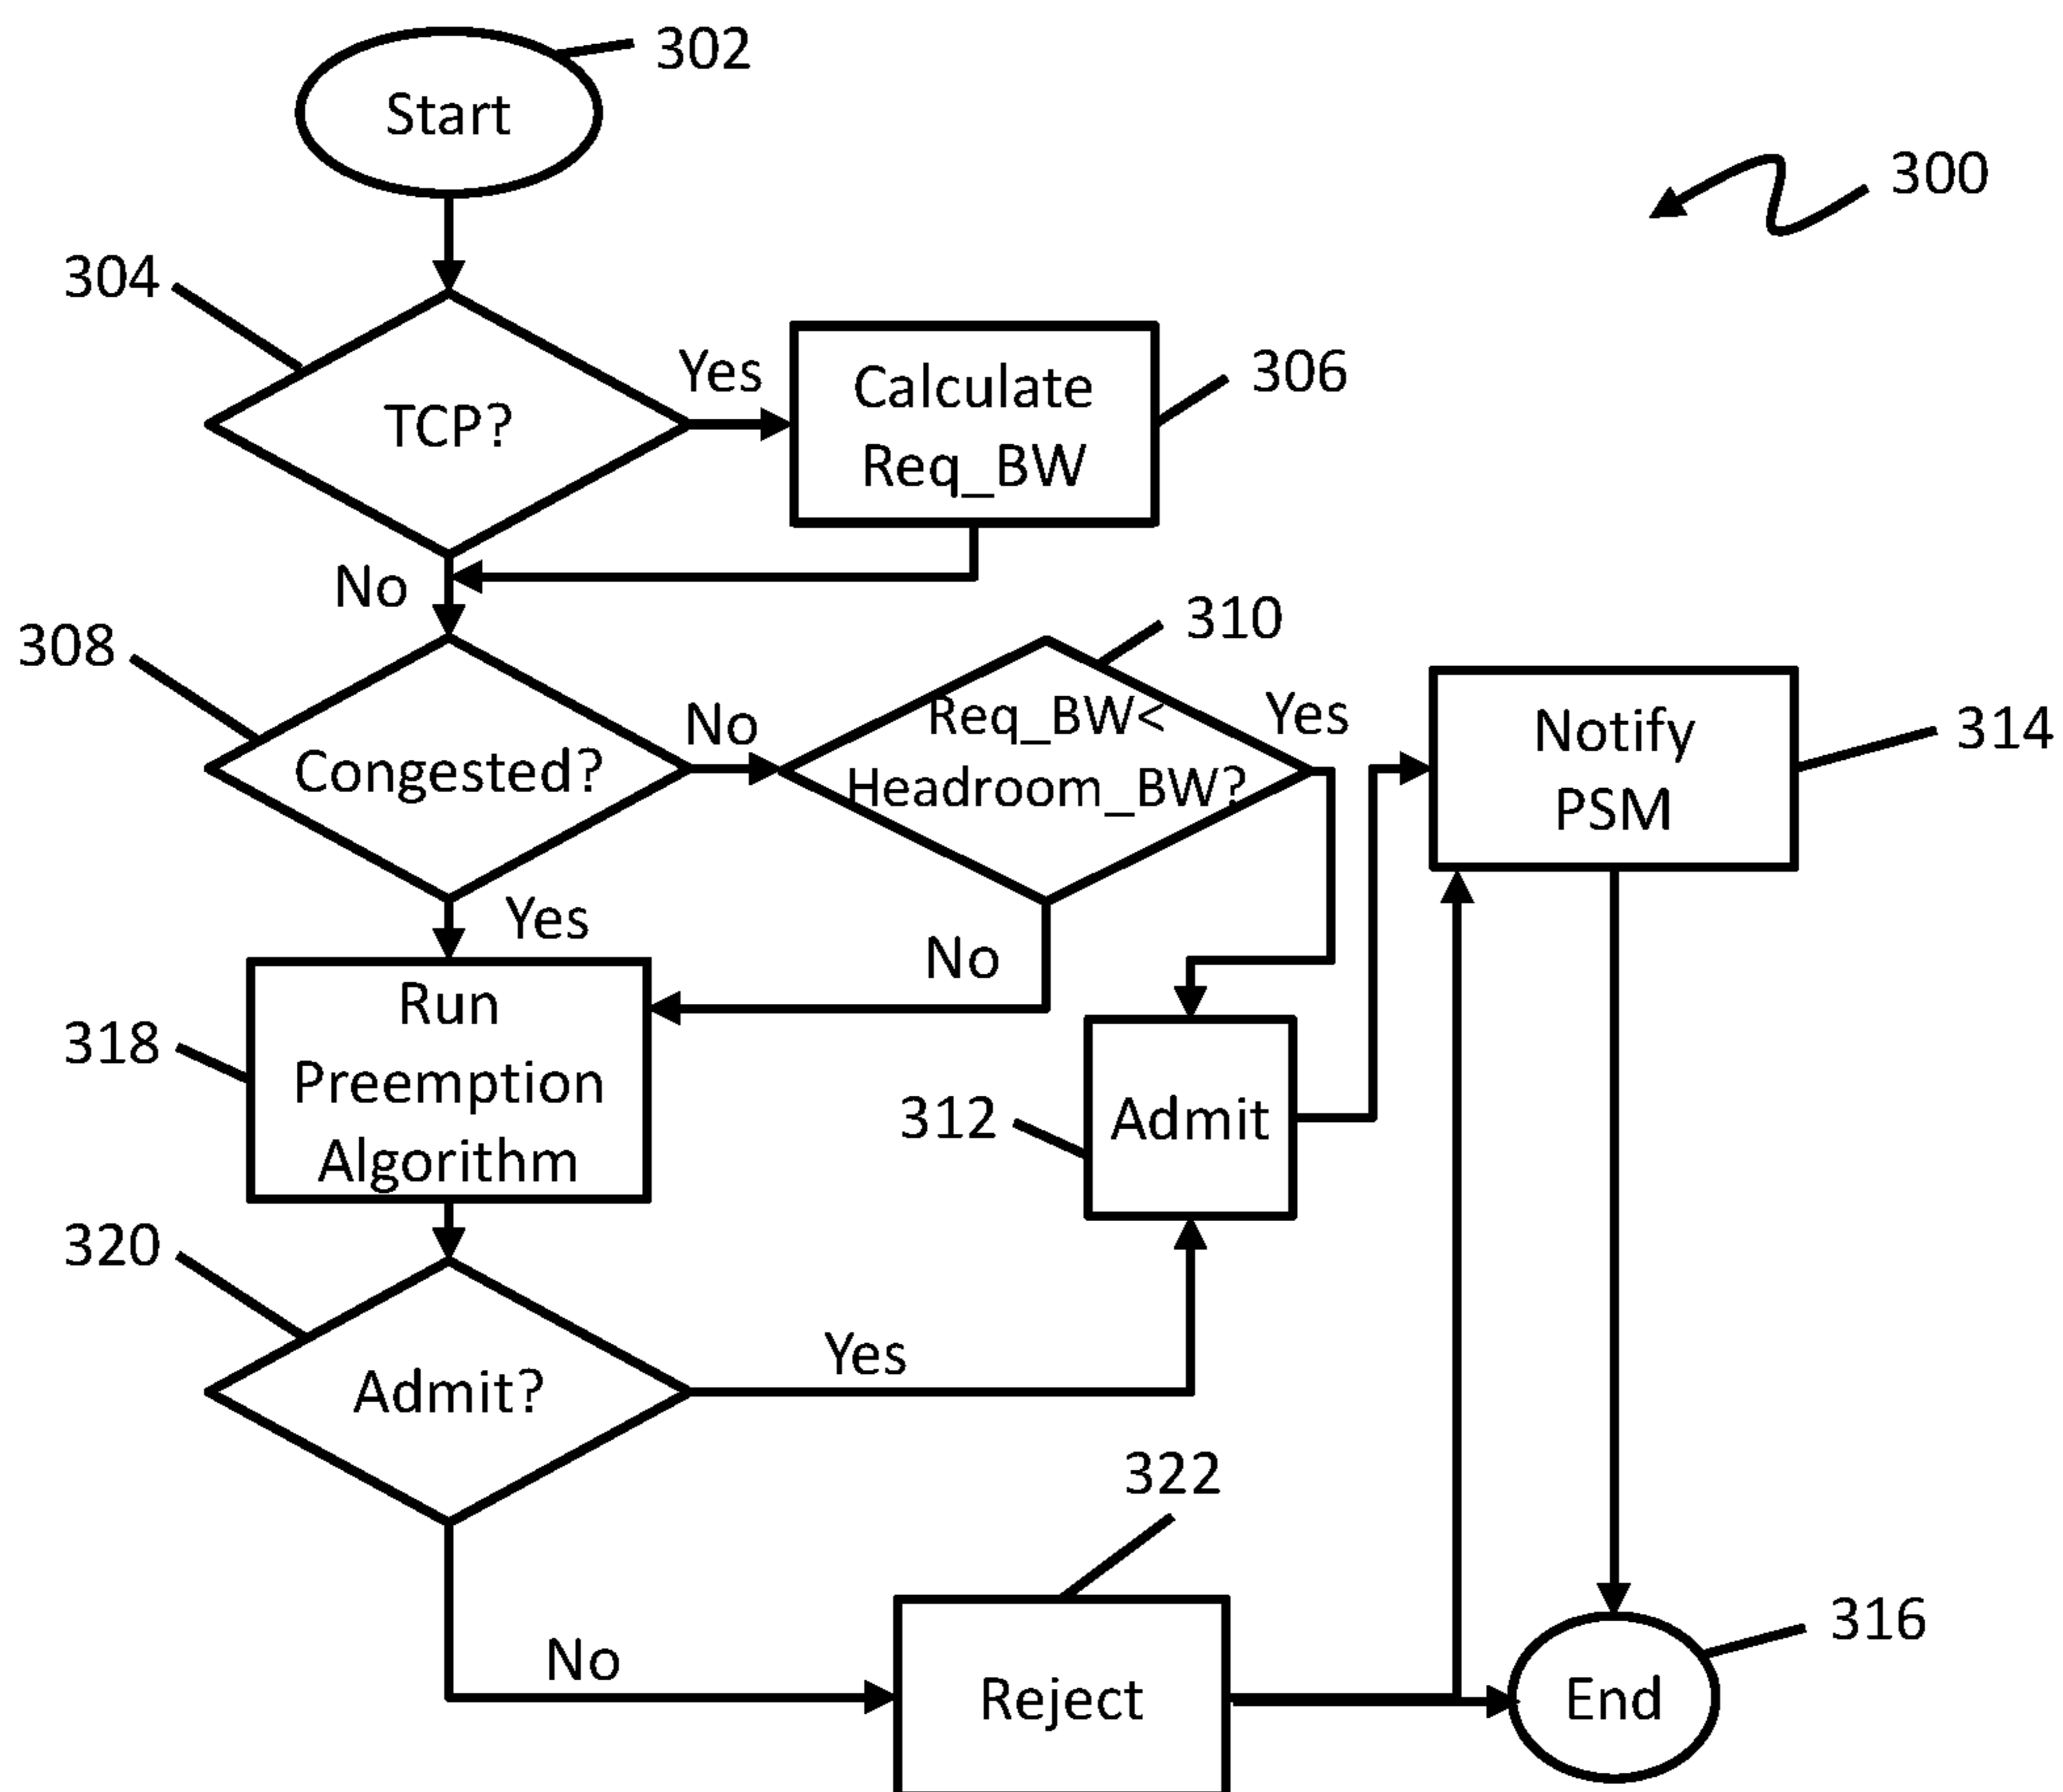 302
Start
300
304
Yes
Calculate
Req_BW
306
TCP?
No
308
310
Req_BW<
Headroom_BW?
Yes
No
Congested?
Notify
PSM
314
Yes
No
Run
Preemption
Algorithm
318
312
Admit
320
Yes
Admit?
322
No
Reject
End
316